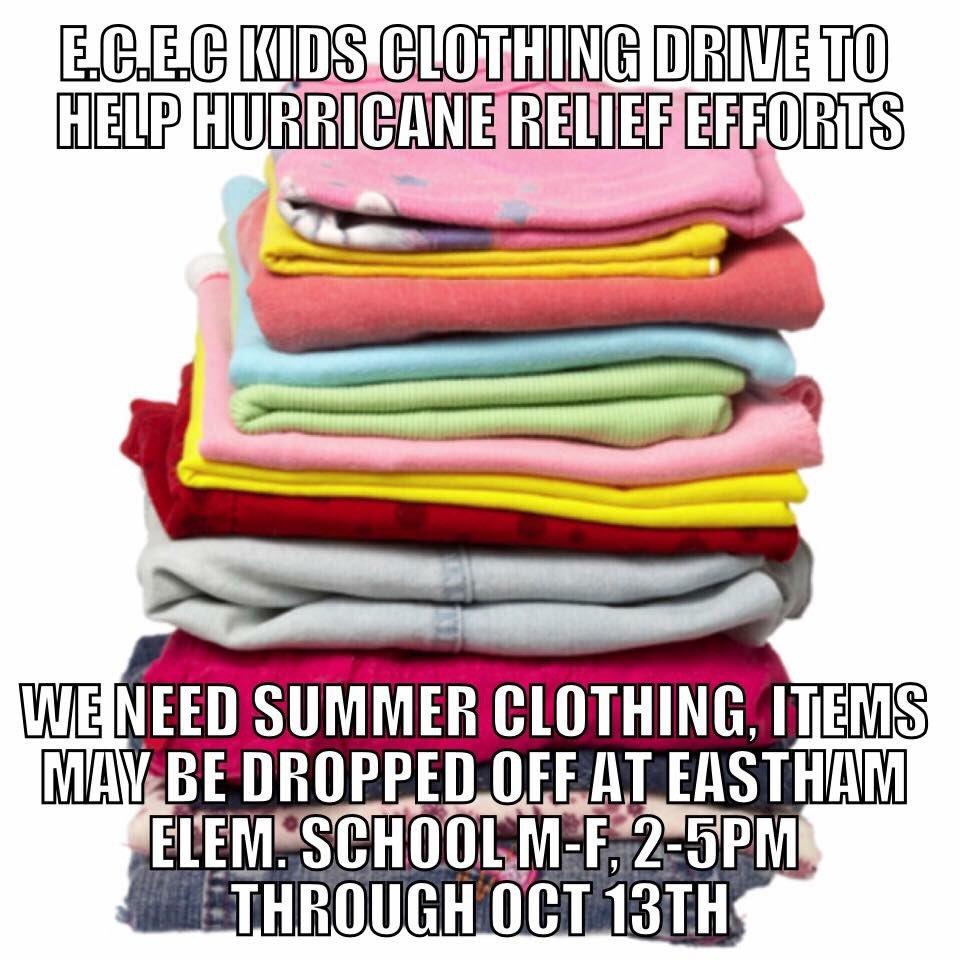 E.C.E.C KIDS CLOTHING DRIVE TO
HELP HURRICANE RELIEF EFFORTS
WE NEED SUMMER CLOTHING, ITEMS
MAY BE DROPPED OFF AT EASTHAM
ELEM. SCHOOL M-F, 2-5PM
THROUGH OCT 13TH